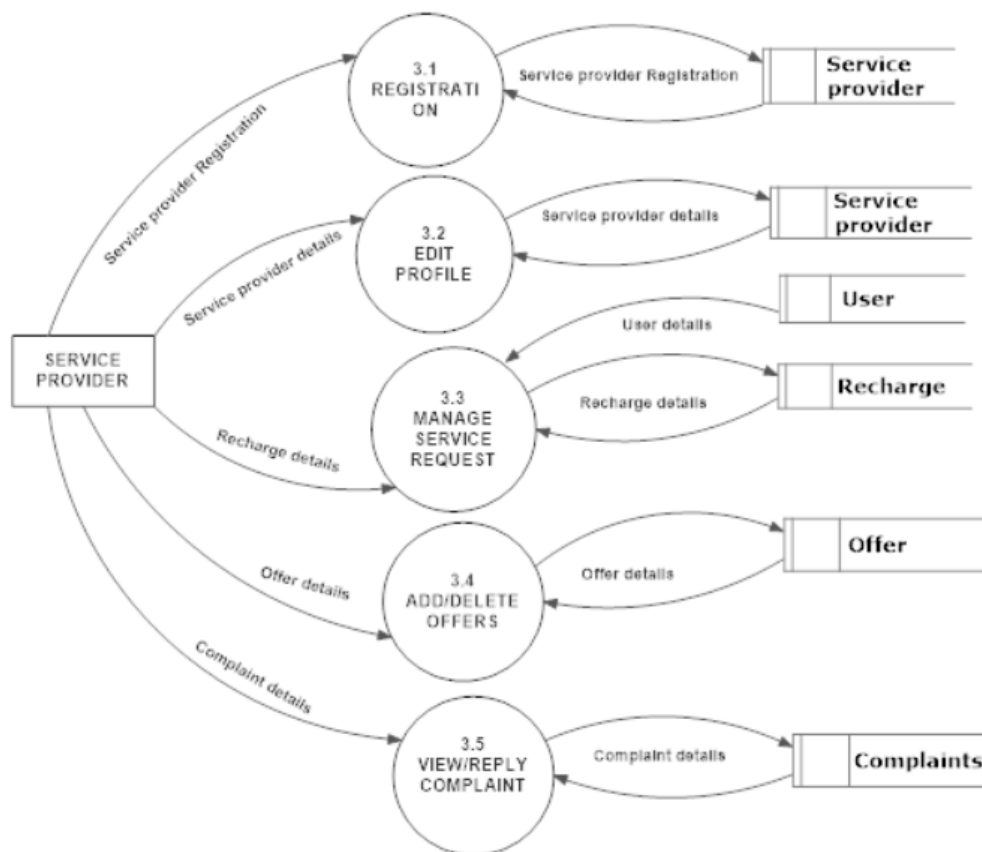 3.1
REGISTRATI
ON
Service provider Registration
Service
provider
Service provider Registration
3.2
EDIT
PROFILE
Service provider details
Service
provider
Service provider details
User
User details
SERVICE
PROVIDER
3.3
MANAGE
SERVICE
REQUEST
Recharge details
Recharge
Recharge details
3.4
ADD/DELETE
OFFERS
Offer details
Offer
Offer details
Complaint details
3.5
VIEW/REPLY
COMPLAINT
Complaint details
Complaints